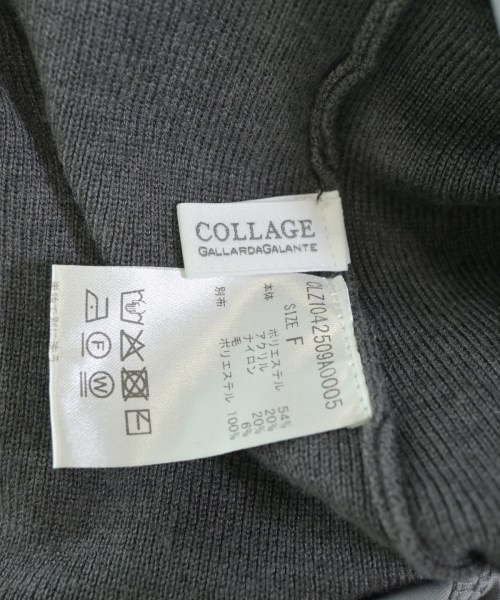 COLLAGE
GALLARDAGALANTE
CLZ1042509A0005
SIZE F
本体 ポリエステル 54%
アクリル 20%
ナイロン 20%
毛 6%
別布 ポリエステル 100%
F
W